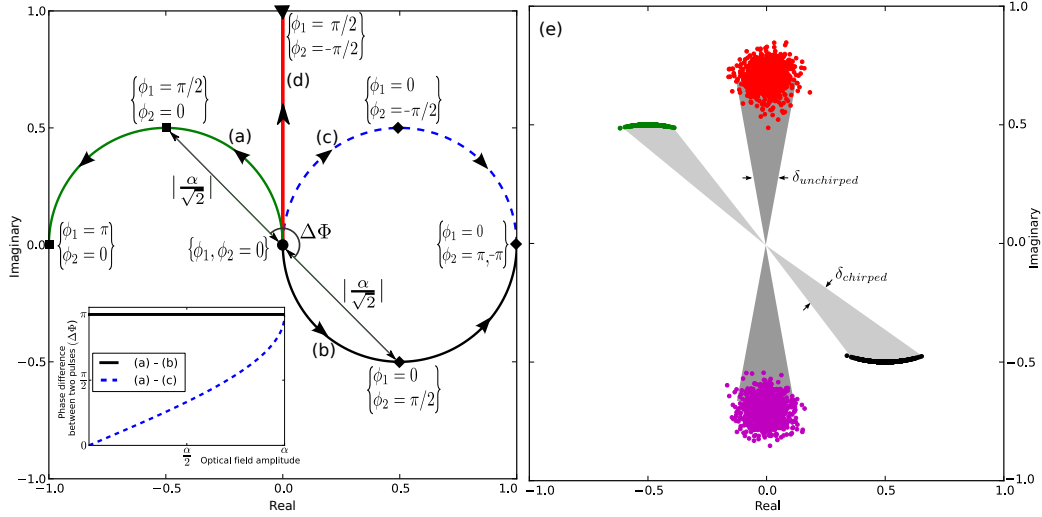 1.0
0.5
0.0
−0.5
−1.0
Imaginary
−1.0
−0.5
0.0
0.5
1.0
Real
{ϕ1 = π/2
ϕ2 = -π/2}
(d)
{ϕ1 = π/2
ϕ2 = 0}
(a)
{ϕ1 = 0
ϕ2 = -π/2}
(c)
|α/√2|
ΔΦ
{ϕ1 = π
ϕ2 = 0}
{ϕ1, ϕ2 = 0}
{ϕ1 = 0
ϕ2 = π,-π}
|α/√2|
(b)
{ϕ1 = 0
ϕ2 = π/2}
Phase difference
between two pulses (ΔΦ)
π
π/2
0
(a) - (b)
(a) - (c)
α/2
α
Optical field amplitude
(e)
δunchirped
δchirped
−1.0
−0.5
0.0
0.5
1.0
Real
1.0
0.5
0.0
−0.5
−1.0
Imaginary